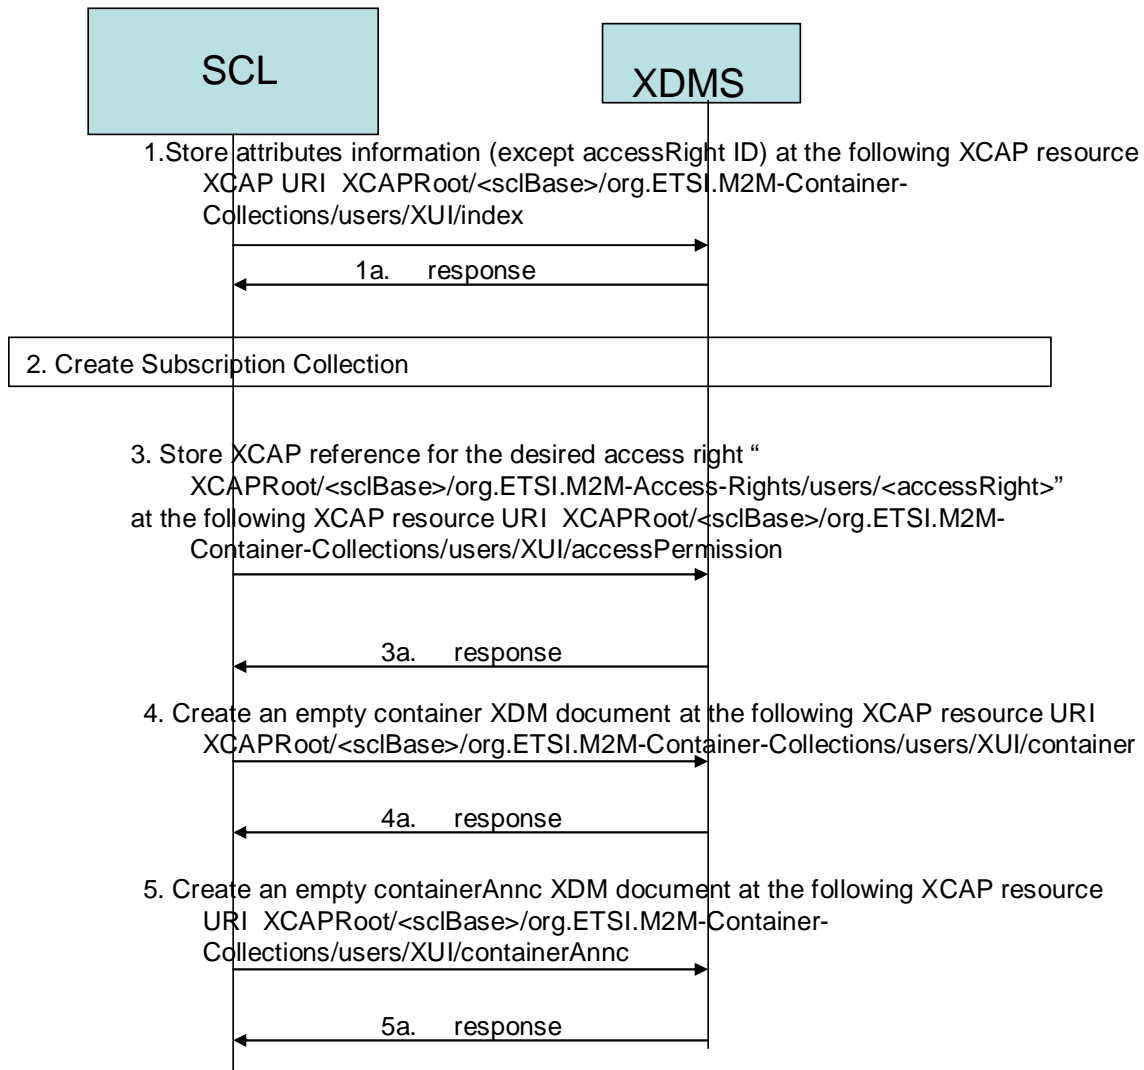 SCL
XDMS
1.Store attributes information (except accessRight ID) at the following XCAP resource
XCAP URI XCAPRoot/<sclBase>/org.ETSI.M2M-Container-
Collections/users/XUI/index
1a. response
2. Create Subscription Collection
3. Store XCAP reference for the desired access right “
XCAPRoot/<sclBase>/org.ETSI.M2M-Access-Rights/users/<accessRight>”
at the following XCAP resource URI XCAPRoot/<sclBase>/org.ETSI.M2M-
Container-Collections/users/XUI/accessPermission
3a. response
4. Create an empty container XDM document at the following XCAP resource URI
XCAPRoot/<sclBase>/org.ETSI.M2M-Container-Collections/users/XUI/container
4a. response
5. Create an empty containerAnnc XDM document at the following XCAP resource
URI XCAPRoot/<sclBase>/org.ETSI.M2M-Container-
Collections/users/XUI/containerAnnc
5a. response